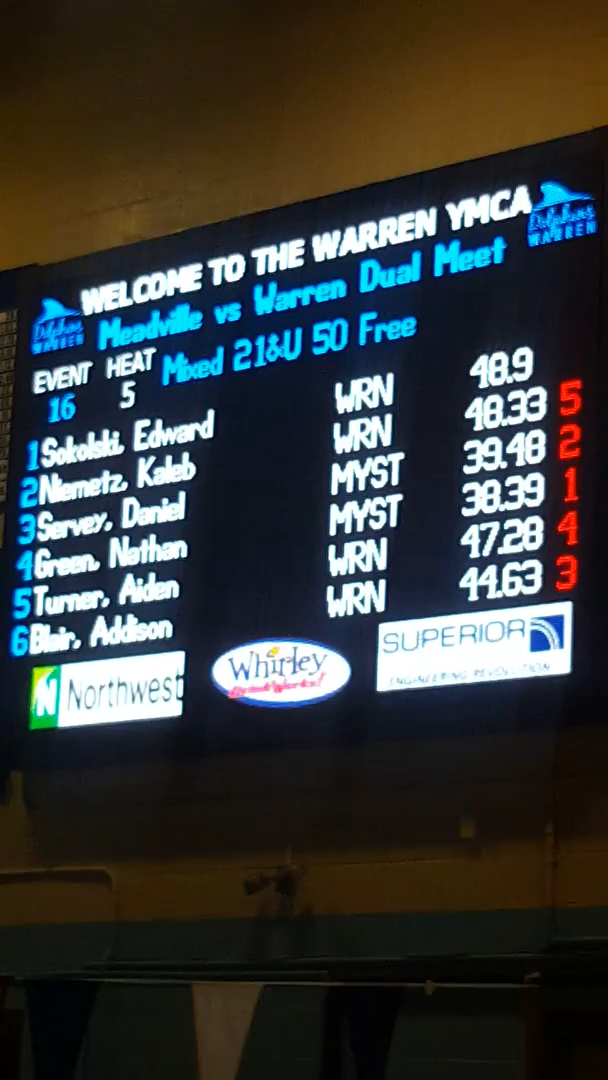 WELCOME TO THE WARREN YMCA
Dolphins WARREN
Meadville vs Warren Dual Meet
Dolphins WARREN
EVENT HEAT Mixed 21&U 50 Free
16 5
1 Sokolski, Edward WRN 48.9
2 Niemetz, Kaleb WRN 48.33 5
3 Servey, Daniel MYST 39.48 2
4 Green, Nathan MYST 38.39 1
5 Turner, Aiden WRN 47.28 4
6 Blair, Addison WRN 44.63 3
N Northwest
Whirley
DrinkWorks!
SUPERIOR
ENGINEERING REVOLUTION